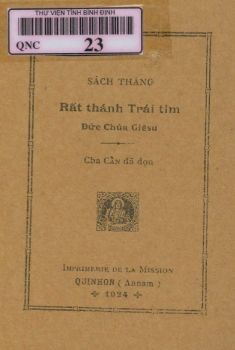 THƯ VIỆN TỈNH BÌNH ĐỊNH
QNC
23
SÁCH THÁNG
Rất thánh Trái tim
Đức Chúa Giêsu
Cha CẦN đã dọn
IMPRIMERIE DE LA MISSION
QUINHON ( Annam )
1924